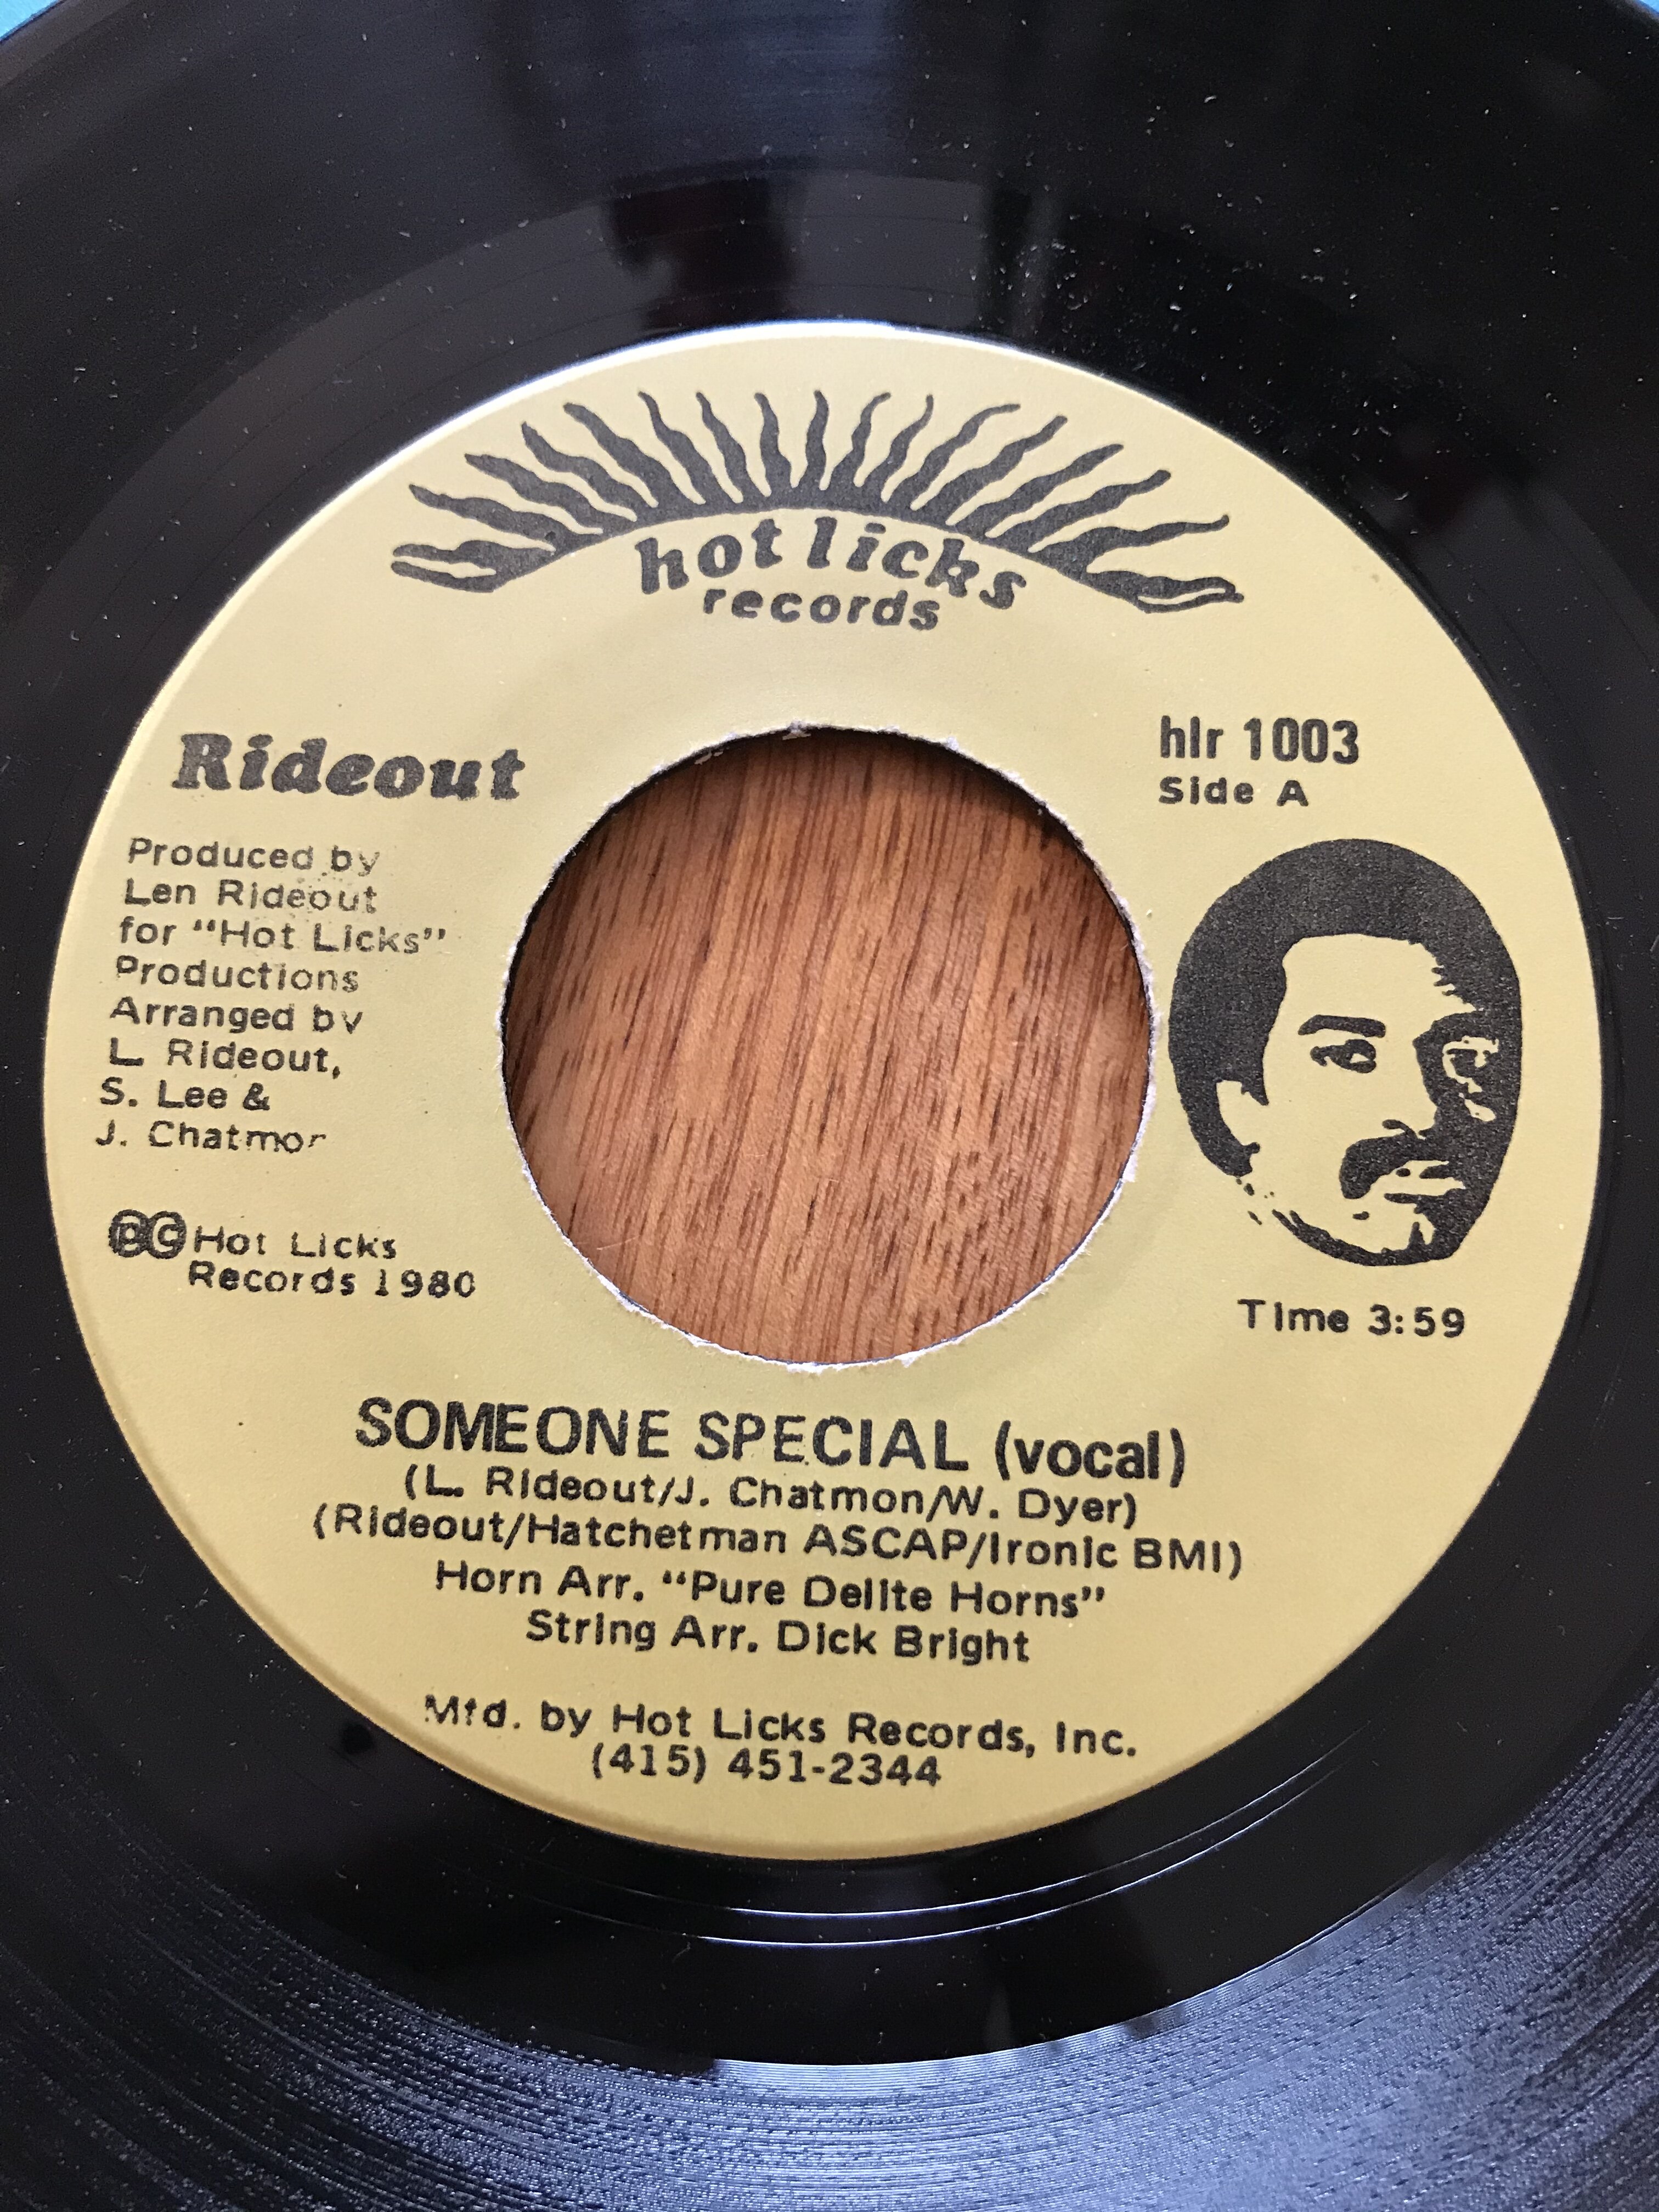 hot licks
records
Rideout
hlr 1003
Side A
Produced by
Len Rideout
for "Hot Licks"
Productions
Arranged by
L. Rideout,
S. Lee &
J. Chatmon
ⓅⒸ Hot Licks
Records 1980
Time 3:59
SOMEONE SPECIAL (vocal)
(L. Rideout/J. Chatmon/W. Dyer)
(Rideout/Hatchetman ASCAP/Ironic BMI)
Horn Arr. "Pure Delite Horns"
String Arr. Dick Bright
Mfd. by Hot Licks Records, Inc.
(415) 451-2344